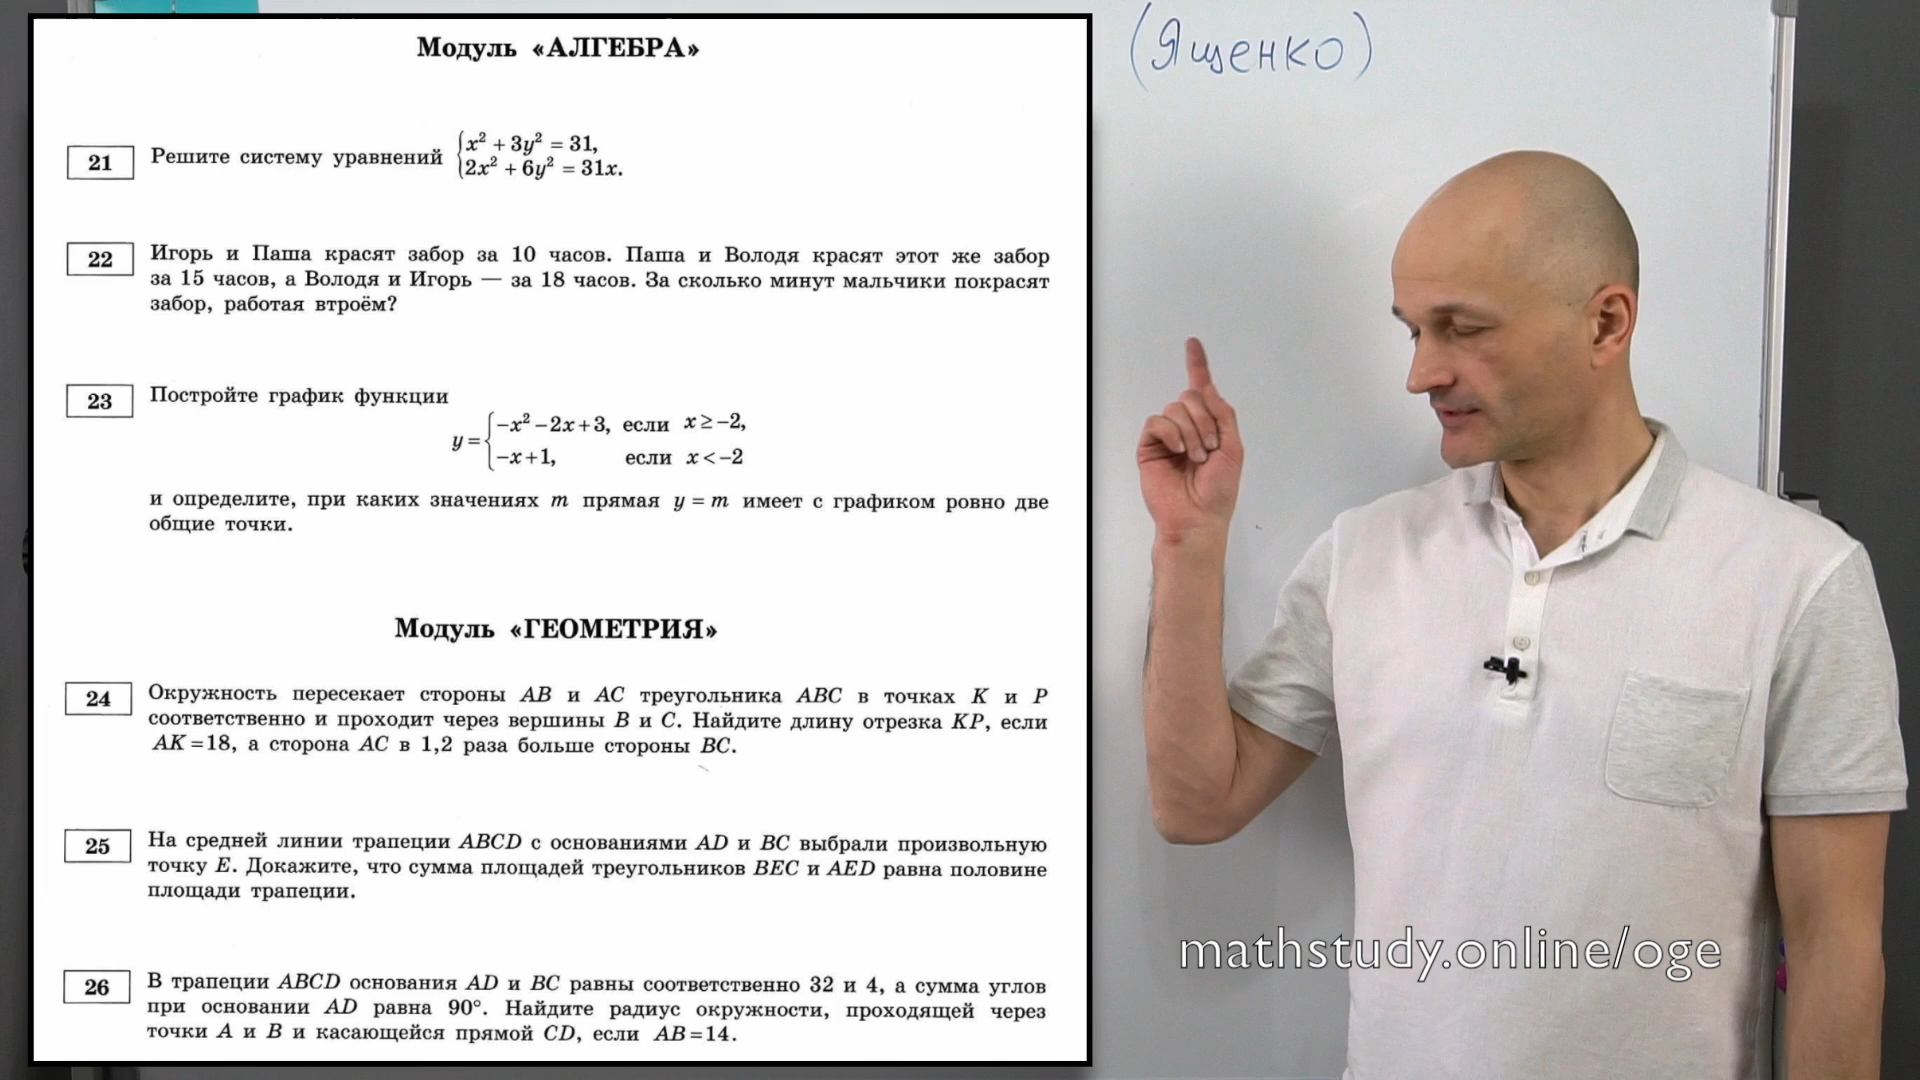 (Ященко)
Модуль «АЛГЕБРА»
21 Решите систему уравнений {x² + 3y² = 31,
2x² + 6y² = 31x.
22 Игорь и Паша красят забор за 10 часов. Паша и Володя красят этот же забор
за 15 часов, а Володя и Игорь — за 18 часов. За сколько минут мальчики покрасят
забор, работая втроём?
23 Постройте график функции
y = {−x² − 2x + 3, если x ≥ −2,
−x + 1, если x < −2
и определите, при каких значениях m прямая y = m имеет с графиком ровно две
общие точки.
Модуль «ГЕОМЕТРИЯ»
24 Окружность пересекает стороны AB и AC треугольника ABC в точках K и P
соответственно и проходит через вершины B и C. Найдите длину отрезка KP, если
AK = 18, а сторона AC в 1,2 раза больше стороны BC.
25 На средней линии трапеции ABCD с основаниями AD и BC выбрали произвольную
точку E. Докажите, что сумма площадей треугольников BEC и AED равна половине
площади трапеции.
26 В трапеции ABCD основания AD и BC равны соответственно 32 и 4, а сумма углов
при основании AD равна 90°. Найдите радиус окружности, проходящей через
точки A и B и касающейся прямой CD, если AB = 14.
mathstudy.online/oge